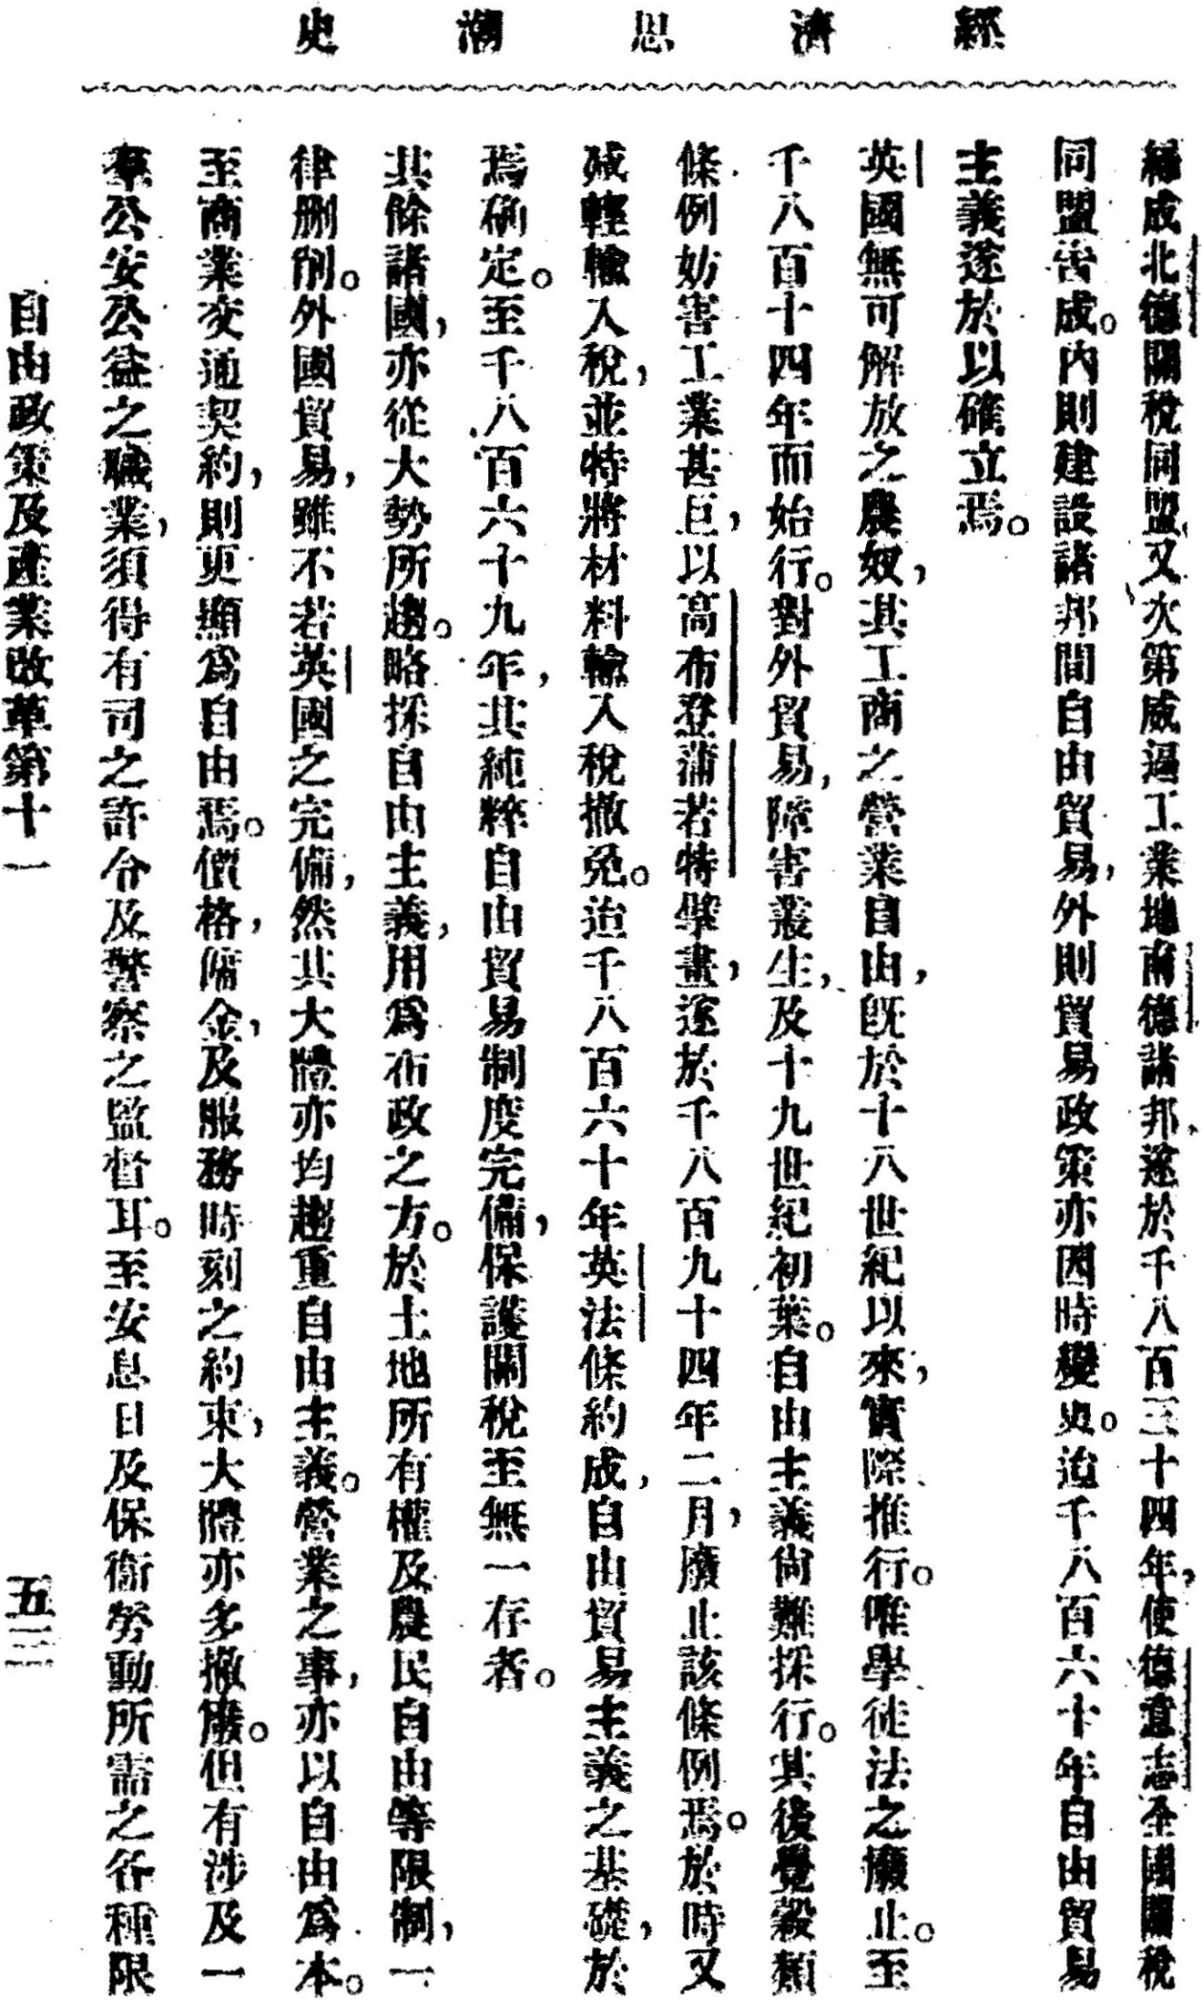 經濟思潮史
緣成北德關稅同盟、又次第威逼工業地南德諸邦、遂於千八百三十四年、使德意志全國關稅
同盟告成。內則建設諸邦間自由貿易、外則貿易政策亦因時變更。迨千八百六十年自由貿易
主義遂於以確立焉。
英國無可解放之農奴、其工商之營業自由、既於十八世紀以來、實際推行。唯學徒法之廢止。至
千八百十四年而始行。對外貿易、障害叢生、及十九世紀初葉。自由主義尙難採行。其後覺穀類
條例妨害工業甚巨、以高布登蒲若特擘畫、遂於千八百九十四年二月、廢止該條例焉。於時又
減輕輸入稅、並特將材料輸入稅撤免。迨千八百六十年英法條約成、自由貿易主義之基礎、於
焉确定。至千八百六十九年、其純粹自由貿易制度完備、保護關稅至無一存者。
其餘諸國、亦從大勢所趨。略採自由主義、用爲布政之方。於土地所有權及農民自由等限制、一
律删削。外國貿易、雖不若英國之完備、然其大體亦均趨重自由主義。營業之事、亦以自由爲本。
至商業交通契約、則更顯爲自由焉。價格、傭金、及服務時刻之約束、大體亦多撤廢。但有涉及一
羣公安公益之職業、須得有司之許令及警察之監督耳。至安息日及保衞勞動所需之各種限
自由政策及產業改革第十一
五三